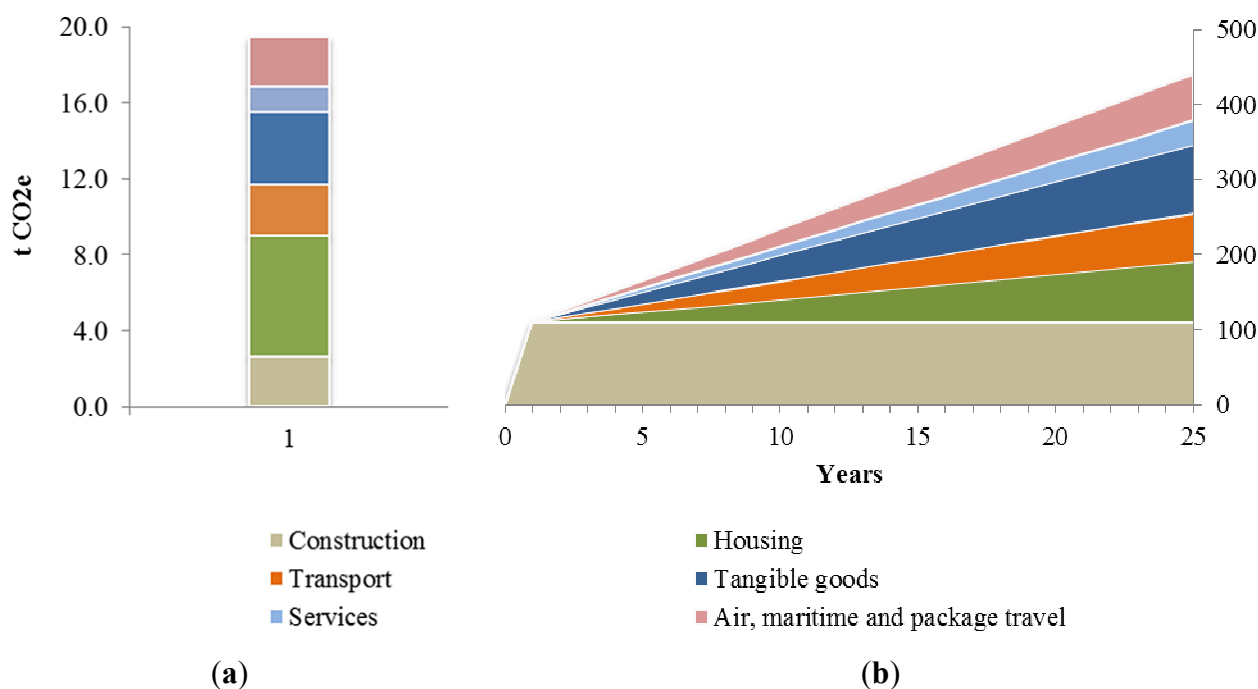 t CO2e
20.0
16.0
12.0
8.0
4.0
0.0
1
500
400
300
200
100
0
0 5 10 15 20 25
Years
Construction
Housing
Transport
Tangible goods
Services
Air, maritime and package travel
(a)
(b)